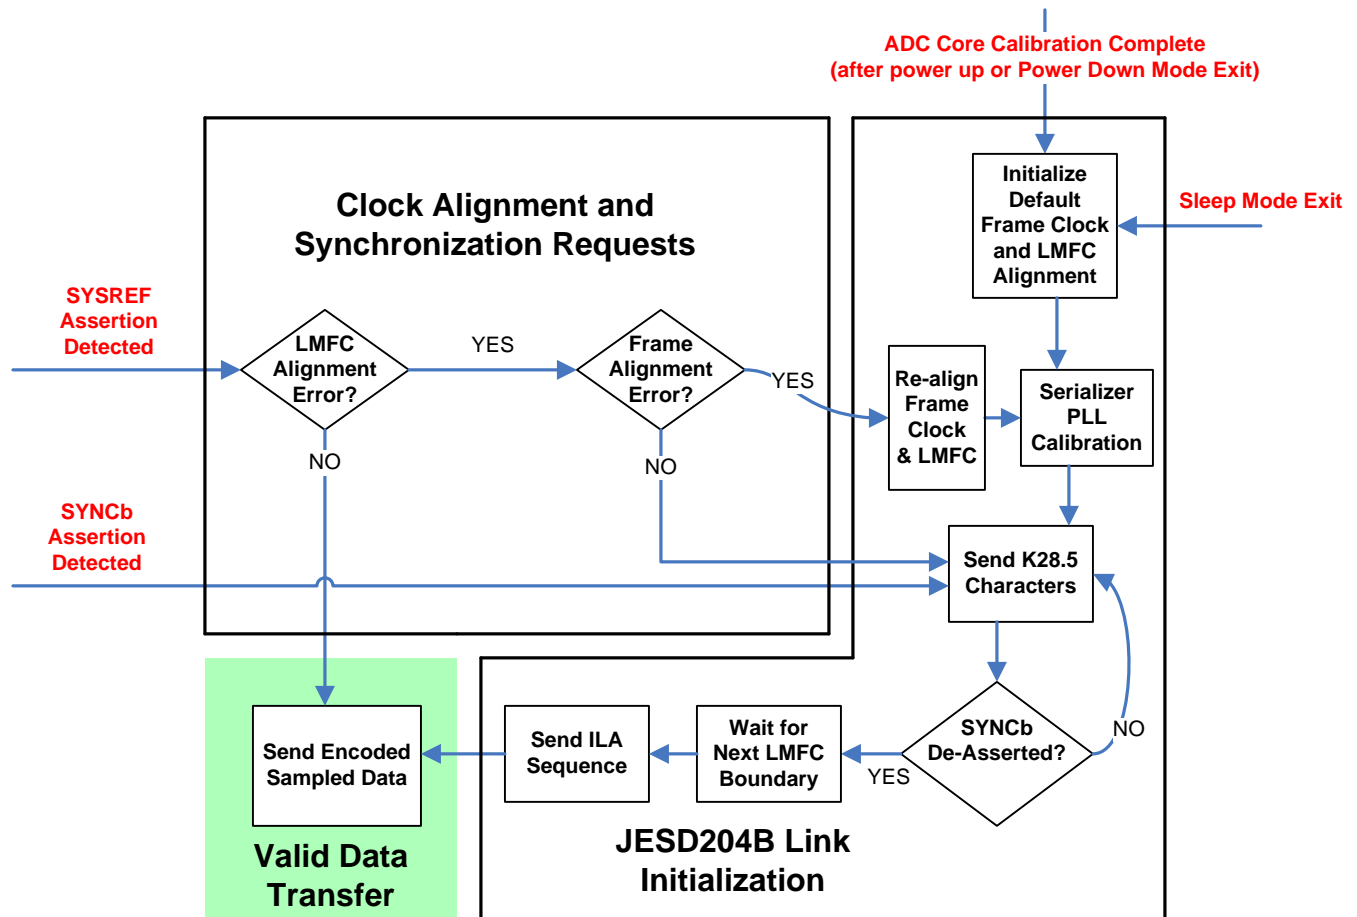 ADC Core Calibration Complete
(after power up or Power Down Mode Exit)
Clock Alignment and
Synchronization Requests
Initialize
Default
Frame Clock
and LMFC
Alignment
Sleep Mode Exit
SYSREF
Assertion
Detected
LMFC
Alignment
Error?
YES
Frame
Alignment
Error?
YES
Re-align
Frame
Clock
& LMFC
Serializer
PLL
Calibration
NO
NO
SYNCb
Assertion
Detected
Send K28.5
Characters
SYNCb
De-Asserted?
NO
YES
Wait for
Next LMFC
Boundary
Send ILA
Sequence
Send Encoded
Sampled Data
Valid Data
Transfer
JESD204B Link
Initialization